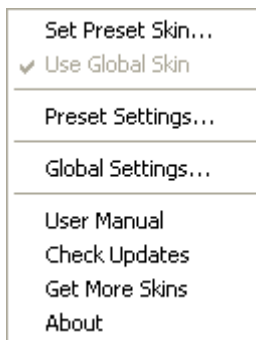 Set Preset Skin...
Use Global Skin
Preset Settings...
Global Settings...
User Manual
Check Updates
Get More Skins
About